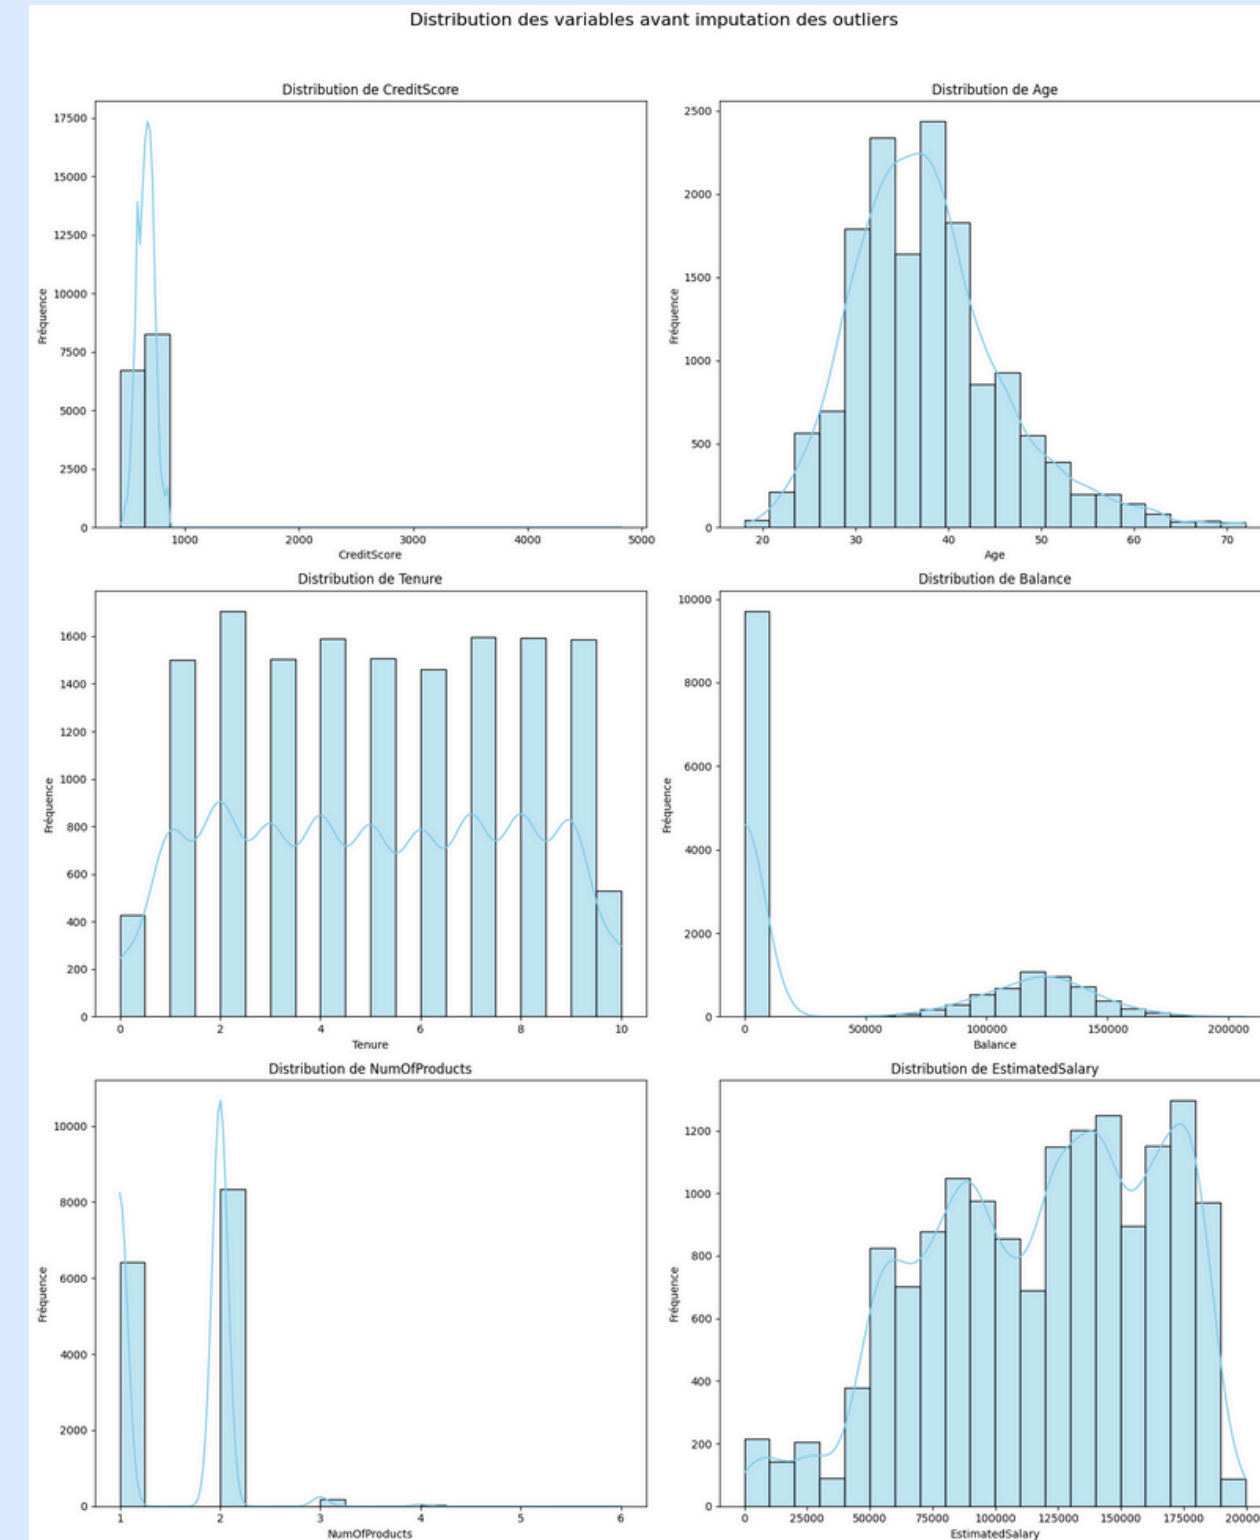 Distribution des variables avant imputation des outliers
Distribution de CreditScore
17500
15000
12500
10000
7500
5000
2500
0
Fréquence
1000 2000 3000 4000 5000
CreditScore
Distribution de Age
2500
2000
1500
1000
500
0
Fréquence
20 30 40 50 60 70
Age
Distribution de Tenure
1600
1400
1200
1000
800
600
400
200
0
Fréquence
0 2 4 6 8 10
Tenure
Distribution de Balance
10000
8000
6000
4000
2000
0
Fréquence
0 50000 100000 150000 200000
Balance
Distribution de NumOfProducts
10000
8000
6000
4000
2000
0
Fréquence
1 2 3 4 5 6
NumOfProducts
Distribution de EstimatedSalary
1200
1000
800
600
400
200
0
Fréquence
0 25000 50000 75000 100000 125000 150000 175000
EstimatedSalary